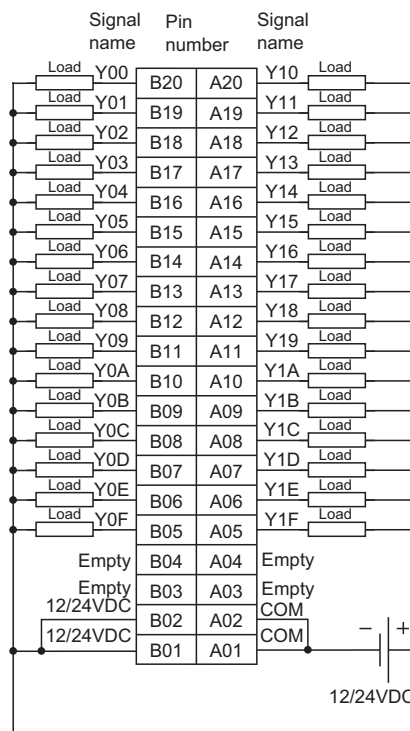 Signal name Pin number Signal name
Load Y00 B20 A20 Y10 Load
Load Y01 B19 A19 Y11 Load
Load Y02 B18 A18 Y12 Load
Load Y03 B17 A17 Y13 Load
Load Y04 B16 A16 Y14 Load
Load Y05 B15 A15 Y15 Load
Load Y06 B14 A14 Y16 Load
Load Y07 B13 A13 Y17 Load
Load Y08 B12 A12 Y18 Load
Load Y09 B11 A11 Y19 Load
Load Y0A B10 A10 Y1A Load
Load Y0B B09 A09 Y1B Load
Load Y0C B08 A08 Y1C Load
Load Y0D B07 A07 Y1D Load
Load Y0E B06 A06 Y1E Load
Load Y0F B05 A05 Y1F Load
Empty B04 A04 Empty
Empty B03 A03 Empty
12/24VDC B02 A02 COM
12/24VDC B01 A01 COM
− +
12/24VDC